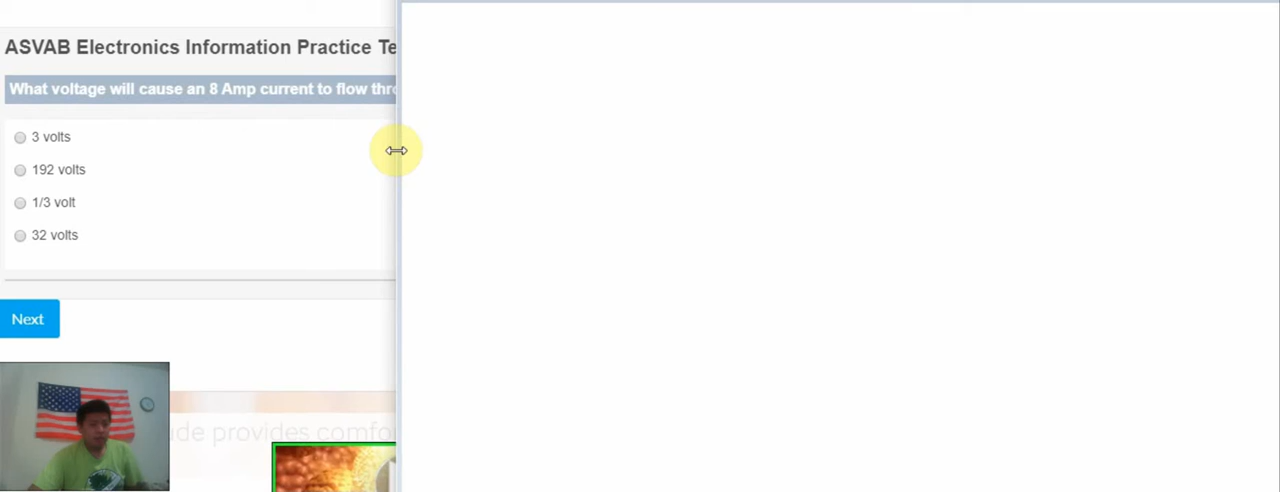 ASVAB Electronics Information Practice Te
What voltage will cause an 8 Amp current to flow thr
3 volts
192 volts
1/3 volt
32 volts
Next
ude provides comfo